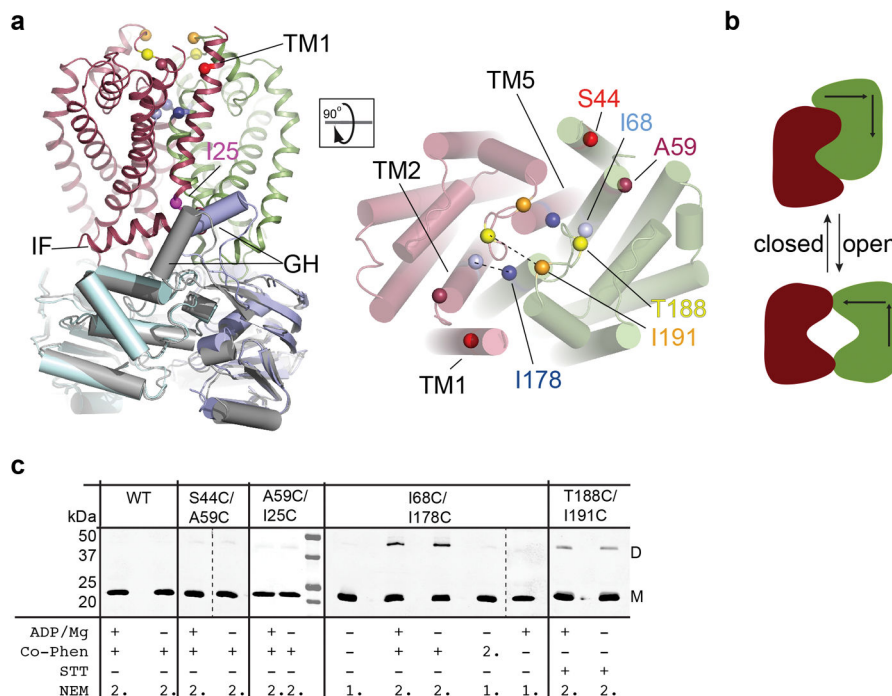 a
b
TM1
90°
I25
IF
GH
TM5
S44
I68
A59
TM2
T188
I191
I178
TM1
closed
open
c
kDa
WT
S44C/
A59C
A59C/
I25C
I68C/
I178C
T188C/
I191C
50
37
25
20
D
M
ADP/Mg + – + – + – – + – – + + –
Co-Phen + + + + + + – + + 2. – – –
STT – – – – – – – – – – – + +
NEM 2. 2. 2. 2. 2. 2. 1. 2. 2. 1. 1. 2. 2.